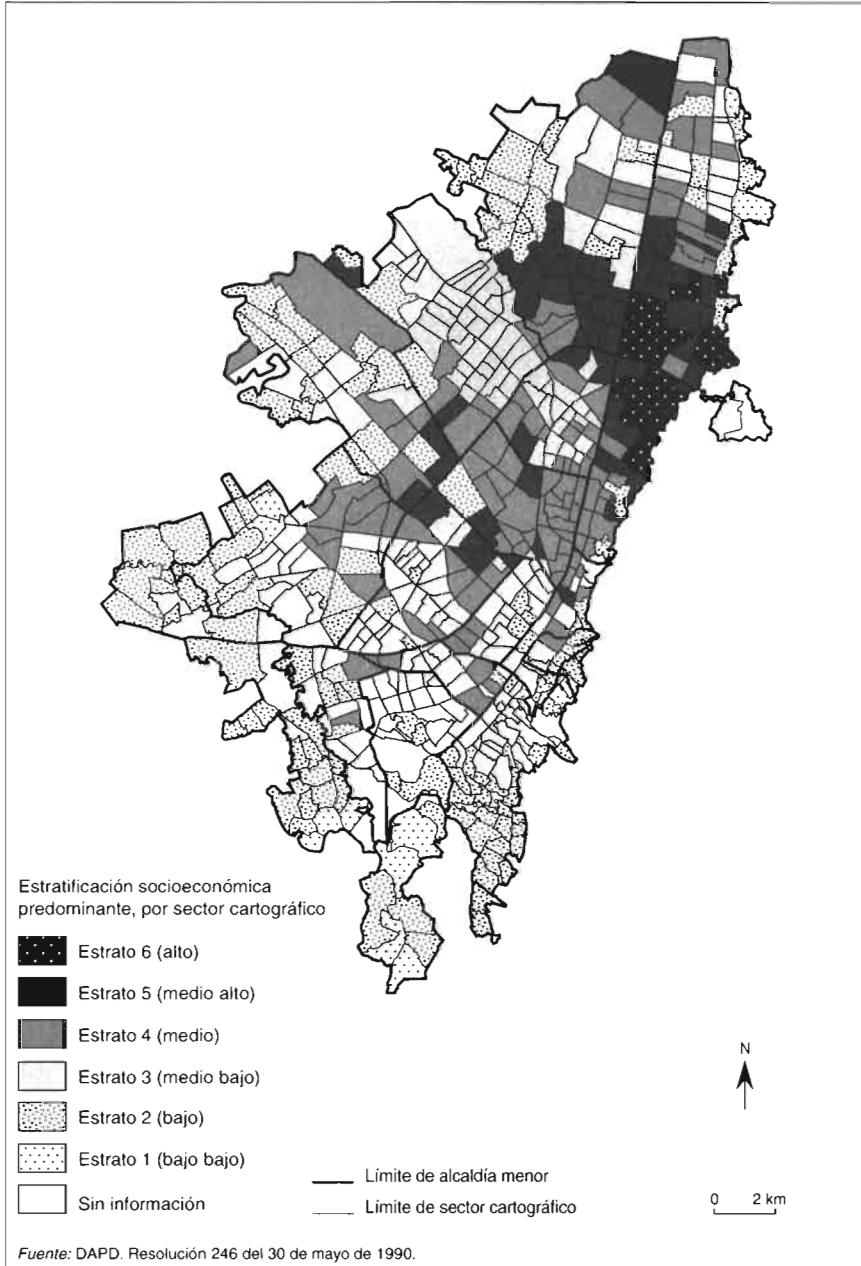 Estratificación socioeconómica
predominante, por sector cartográfico
Estrato 6 (alto)
Estrato 5 (medio alto)
Estrato 4 (medio)
Estrato 3 (medio bajo)
Estrato 2 (bajo)
Estrato 1 (bajo bajo)
Sin información
Límite de alcaldía menor
Límite de sector cartográfico
N
0 2 km
Fuente: DAPD. Resolución 246 del 30 de mayo de 1990.